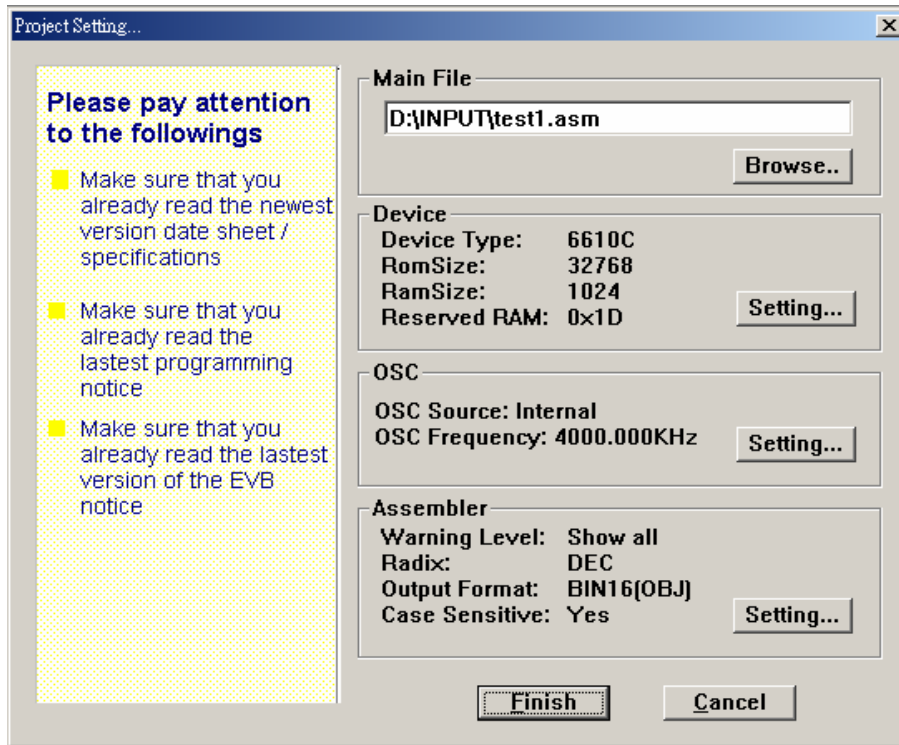 Project Setting...
Please pay attention
to the followings
Make sure that you
already read the newest
version date sheet /
specifications
Make sure that you
already read the
lastest programming
notice
Make sure that you
already read the lastest
version of the EVB
notice
Main File
D:\INPUT\test1.asm
Browse..
Device
Device Type: 6610C
RomSize: 32768
RamSize: 1024
Reserved RAM: 0x1D
Setting...
OSC
OSC Source: Internal
OSC Frequency: 4000.000KHz
Setting...
Assembler
Warning Level: Show all
Radix: DEC
Output Format: BIN16(OBJ)
Case Sensitive: Yes
Setting...
Finish
Cancel